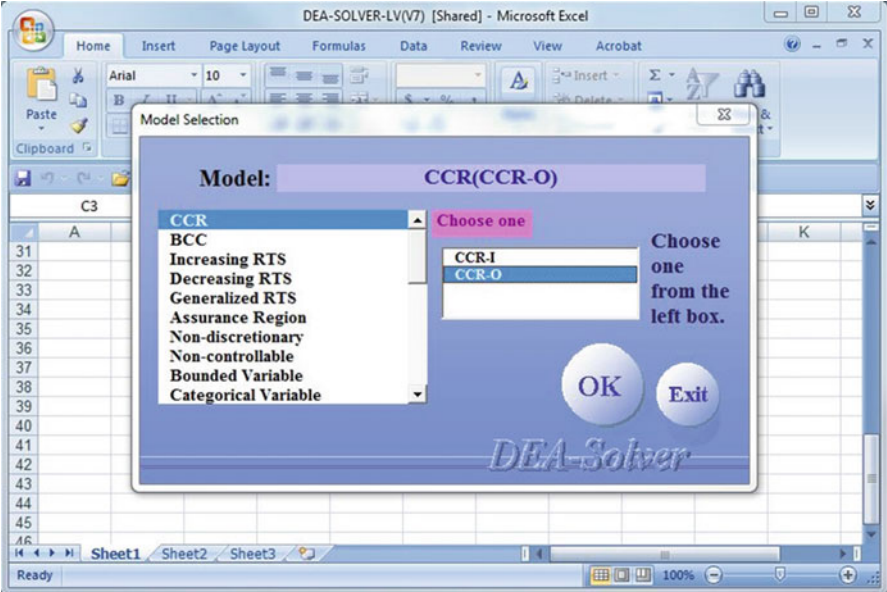 DEA-SOLVER-LV(V7) [Shared] - Microsoft Excel
Home Insert Page Layout Formulas Data Review View Acrobat
Arial 10 Insert Σ
Paste B I U $ % Delete &
Clipboard
Model Selection
Model: CCR(CCR-O)
C3
CCR
BCC
Increasing RTS
Decreasing RTS
Generalized RTS
Assurance Region
Non-discretionary
Non-controllable
Bounded Variable
Categorical Variable
Choose one
CCR-I
CCR-O
Choose
one
from the
left box.
OK Exit
DEA-Solver
A K
31
32
33
34
35
36
37
38
39
40
41
42
43
44
45
46
Sheet1 Sheet2 Sheet3
Ready 100%